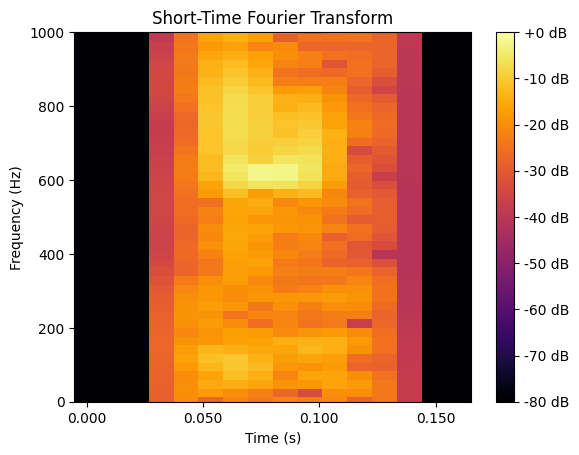 Short-Time Fourier Transform
1000
800
600
400
200
0
Frequency (Hz)
0.000
0.050
0.100
0.150
Time (s)
+0 dB
-10 dB
-20 dB
-30 dB
-40 dB
-50 dB
-60 dB
-70 dB
-80 dB